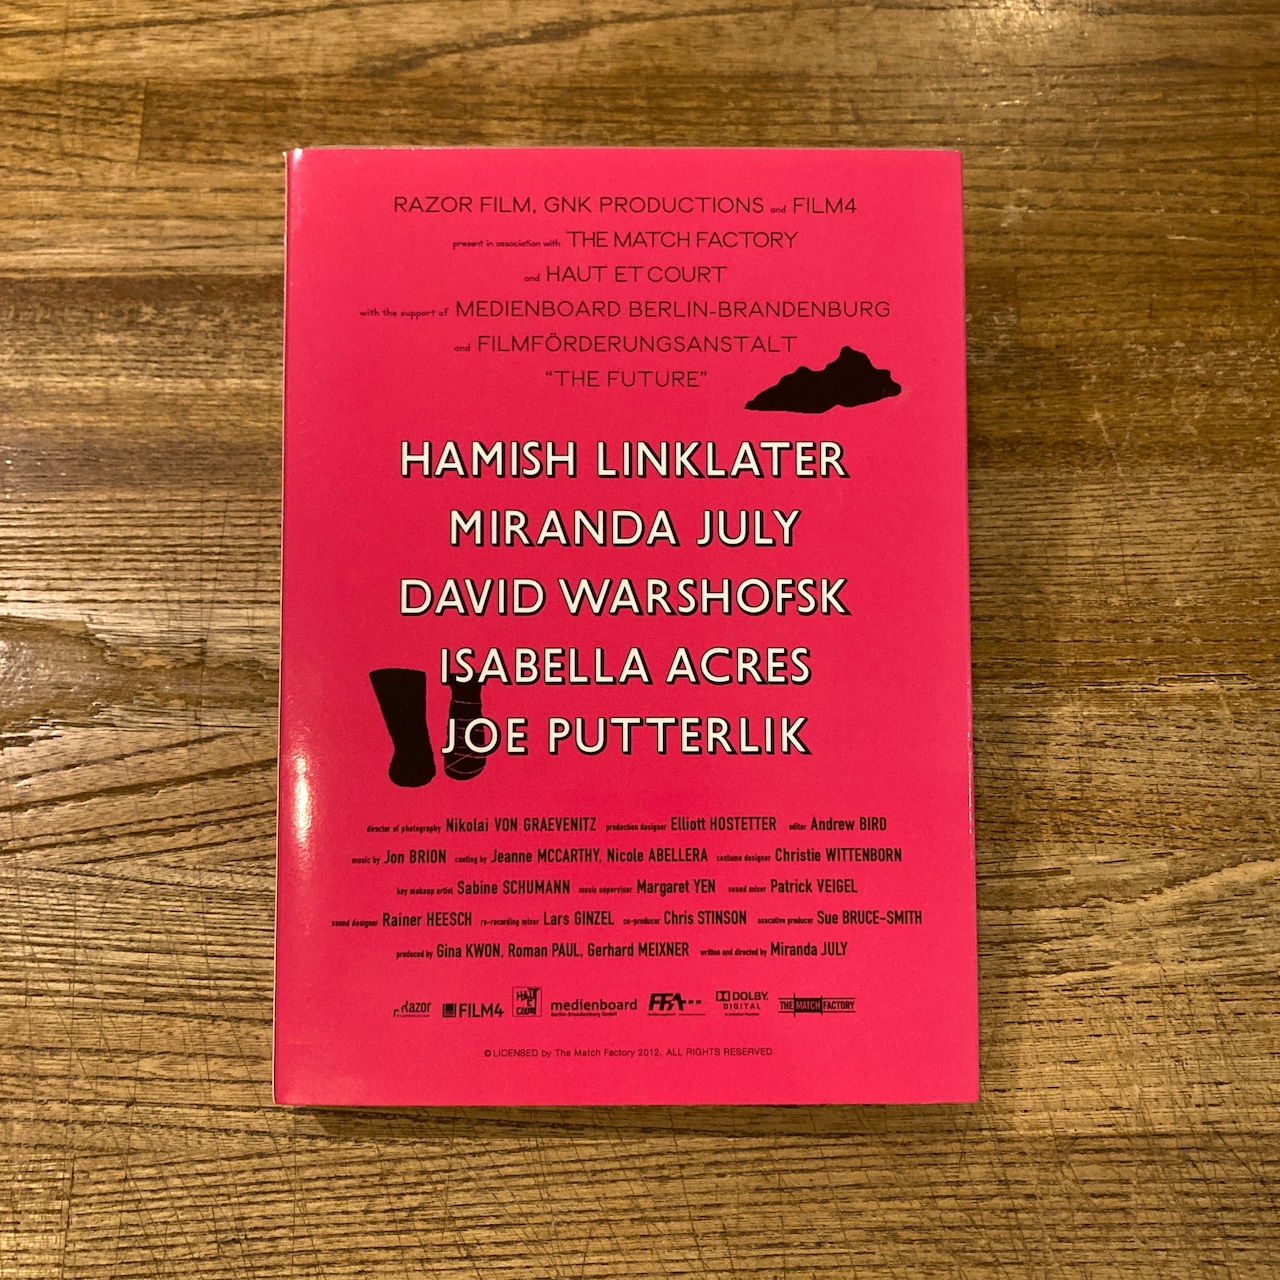 RAZOR FILM, GNK PRODUCTIONS and FILM4
present in association with THE MATCH FACTORY
and HAUT ET COURT
with the support of MEDIENBOARD BERLIN-BRANDENBURG
and FILMFÖRDERUNGSANSTALT
“THE FUTURE”
HAMISH LINKLATER
MIRANDA JULY
DAVID WARSHOFSK
ISABELLA ACRES
JOE PUTTERLIK
director of photography Nikolai VON GRAEVENITZ production designer Elliott HOSTETTER editor Andrew BIRD
music by Jon BRION casting by Jeanne MCCARTHY, Nicole ABELLERA costume designer Christie WITTENBORN
key makeup artist Sabine SCHUMANN music supervisor Margaret YEN sound mixer Patrick VEIGEL
sound designer Rainer HEESCH re-recording mixer Lars GINZEL co-producer Chris STINSON executive producer Sue BRUCE-SMITH
produced by Gina KWON, Roman PAUL, Gerhard MEIXNER written and directed by Miranda JULY
Razor FILM4 HAUT ET COURT medienboard Berlin-Brandenburg GmbH FFA DOLBY DIGITAL THE MATCH FACTORY
©LICENSED by The Match Factory 2012. ALL RIGHTS RESERVED